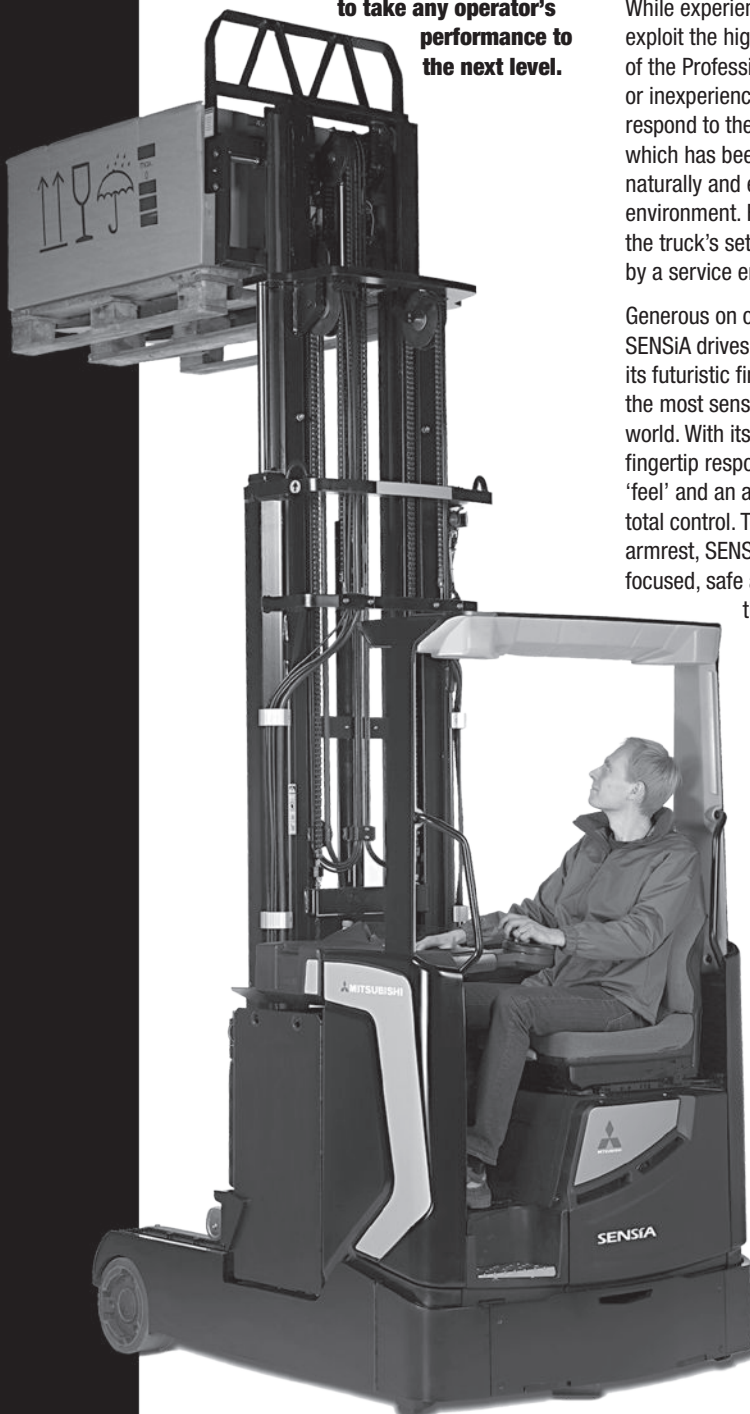 to take any operator’s
performance to
the next level.
While experien
exploit the hig
of the Professi
or inexperienc
respond to the
which has bee
naturally and e
environment. I
the truck’s set
by a service er
Generous on c
SENSiA drives
its futuristic fin
the most sens
world. With its
fingertip respo
‘feel’ and an a
total control. T
armrest, SENS
focused, safe a
t
MITSUBISHI
MITSUBISHI
SENSiA